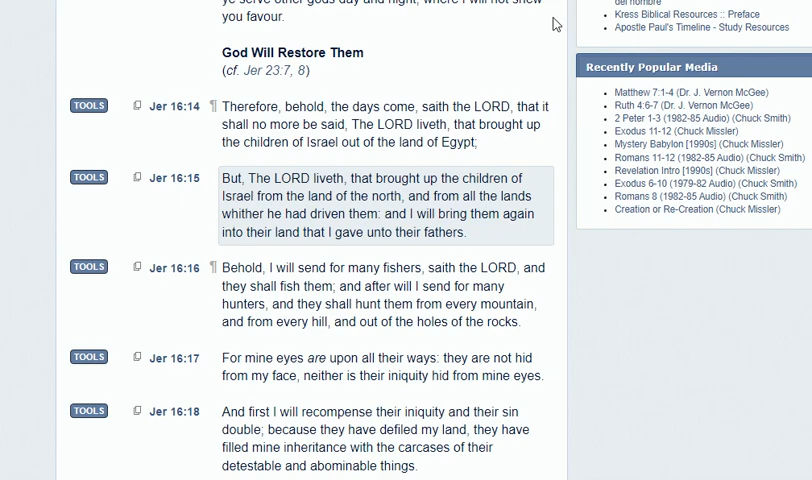 ye serve other gods day and night; where I will not shew
you favour.
God Will Restore Them
(cf. Jer 23:7, 8)
TOOLS Jer 16:14 ¶ Therefore, behold, the days come, saith the LORD, that it
shall no more be said, The LORD liveth, that brought up
the children of Israel out of the land of Egypt;
TOOLS Jer 16:15 But, The LORD liveth, that brought up the children of
Israel from the land of the north, and from all the lands
whither he had driven them: and I will bring them again
into their land that I gave unto their fathers.
TOOLS Jer 16:16 ¶ Behold, I will send for many fishers, saith the LORD, and
they shall fish them; and after will I send for many
hunters, and they shall hunt them from every mountain,
and from every hill, and out of the holes of the rocks.
TOOLS Jer 16:17 For mine eyes are upon all their ways: they are not hid
from my face, neither is their iniquity hid from mine eyes.
TOOLS Jer 16:18 And first I will recompense their iniquity and their sin
double; because they have defiled my land, they have
filled mine inheritance with the carcases of their
detestable and abominable things.
del hombre
Kress Biblical Resources :: Preface
Apostle Paul's Timeline - Study Resources
Recently Popular Media
Matthew 7:1-4 (Dr. J. Vernon McGee)
Ruth 4:6-7 (Dr. J. Vernon McGee)
2 Peter 1-3 (1982-85 Audio) (Chuck Smith)
Exodus 11-12 (Chuck Missler)
Mystery Babylon [1990s] (Chuck Missler)
Romans 11-12 (1982-85 Audio) (Chuck Smith)
Revelation Intro [1990s] (Chuck Missler)
Exodus 6-10 (1979-82 Audio) (Chuck Smith)
Romans 8 (1982-85 Audio) (Chuck Smith)
Creation or Re-Creation (Chuck Missler)